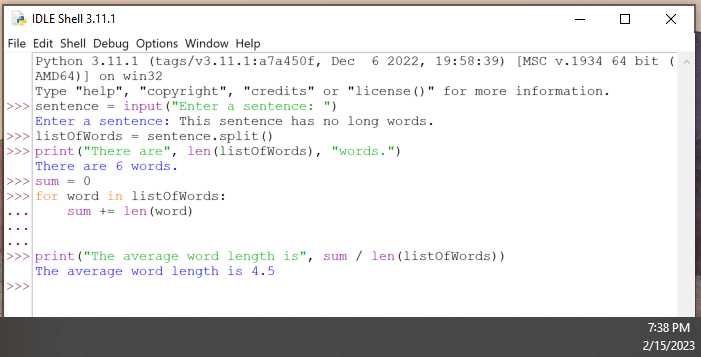 IDLE Shell 3.11.1
File Edit Shell Debug Options Window Help
Python 3.11.1 (tags/v3.11.1:a7a450f, Dec  6 2022, 19:58:39) [MSC v.1934 64 bit (
AMD64)] on win32
Type "help", "copyright", "credits" or "license()" for more information.
>>> sentence = input("Enter a sentence: ")
Enter a sentence: This sentence has no long words.
>>> listOfWords = sentence.split()
>>> print("There are", len(listOfWords), "words.")
There are 6 words.
>>> sum = 0
>>> for word in listOfWords:
...     sum += len(word)
...
...
>>> print("The average word length is", sum / len(listOfWords))
The average word length is 4.5
>>>
7:38 PM
2/15/2023